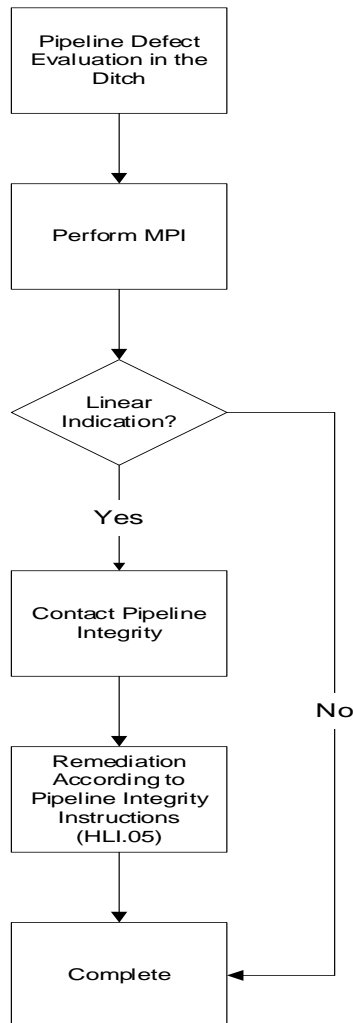 Pipeline Defect
Evaluation in the
Ditch
Perform MPI
Linear
Indication?
Yes
Contact Pipeline
Integrity
No
Remediation
According to
Pipeline Integrity
Instructions
(HLI.05)
Complete